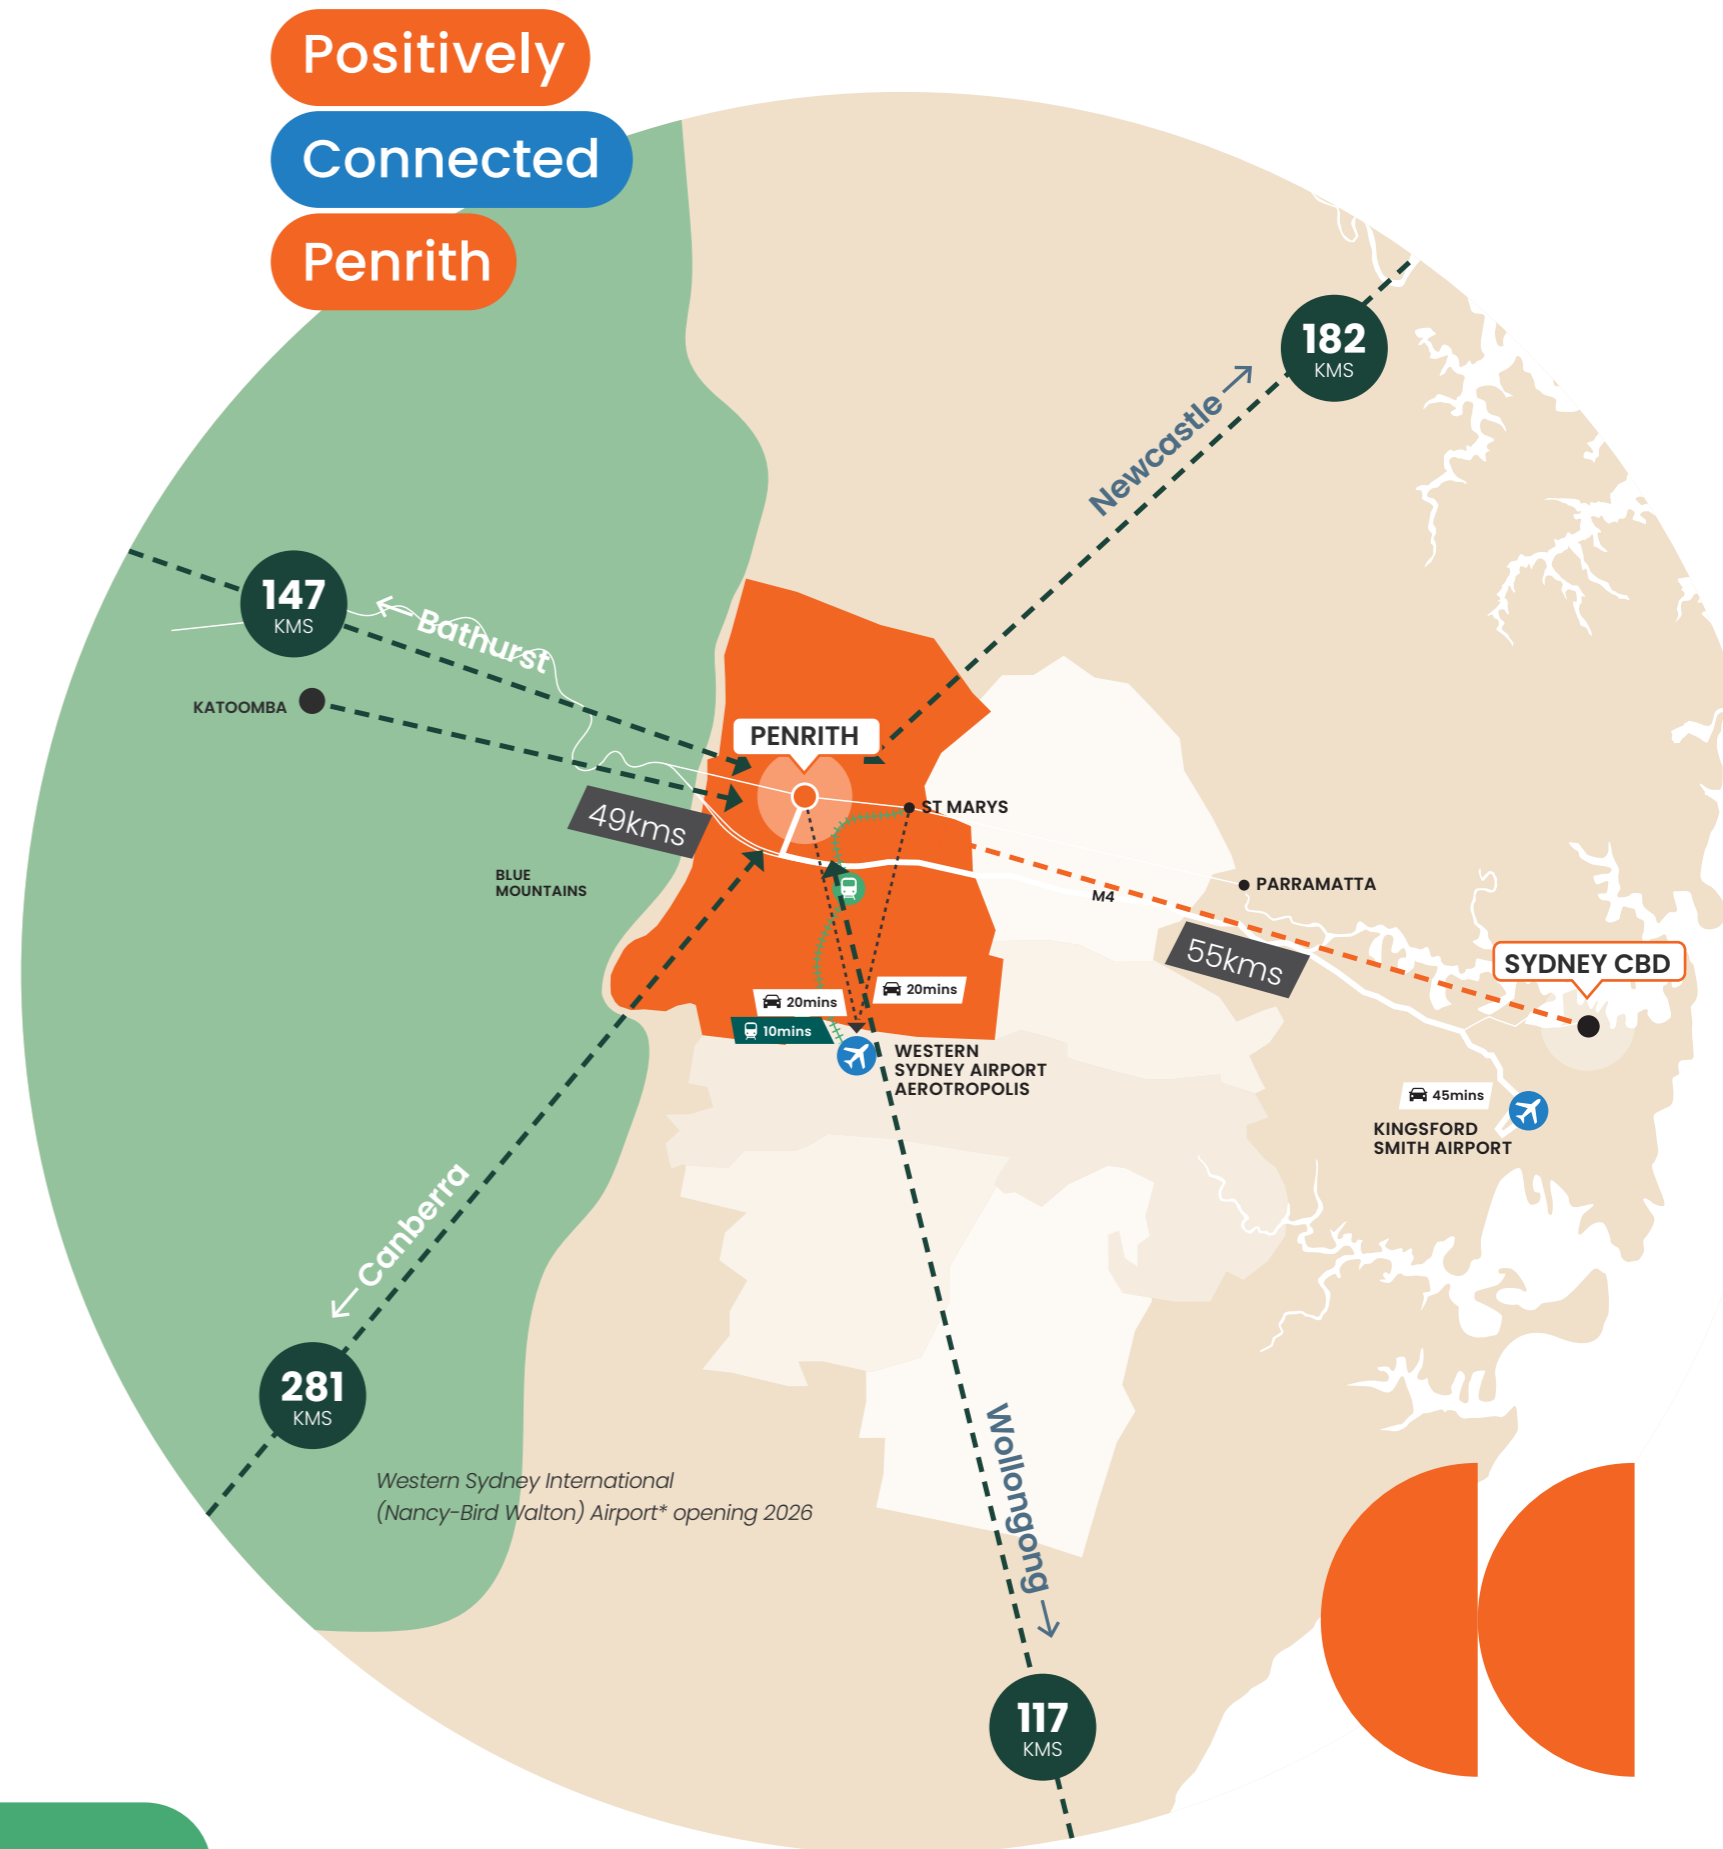 Positively
Connected
Penrith
182
KMS
Newcastle
147
KMS
Bathurst
KATOOMBA
PENRITH
ST MARYS
49kms
BLUE
MOUNTAINS
M4
PARRAMATTA
55kms
SYDNEY CBD
20mins
20mins
10mins
WESTERN
SYDNEY AIRPORT
AEROTROPOLIS
45mins
KINGSFORD
SMITH AIRPORT
Canberra
281
KMS
Wollongong
Western Sydney International
(Nancy-Bird Walton) Airport* opening 2026
117
KMS